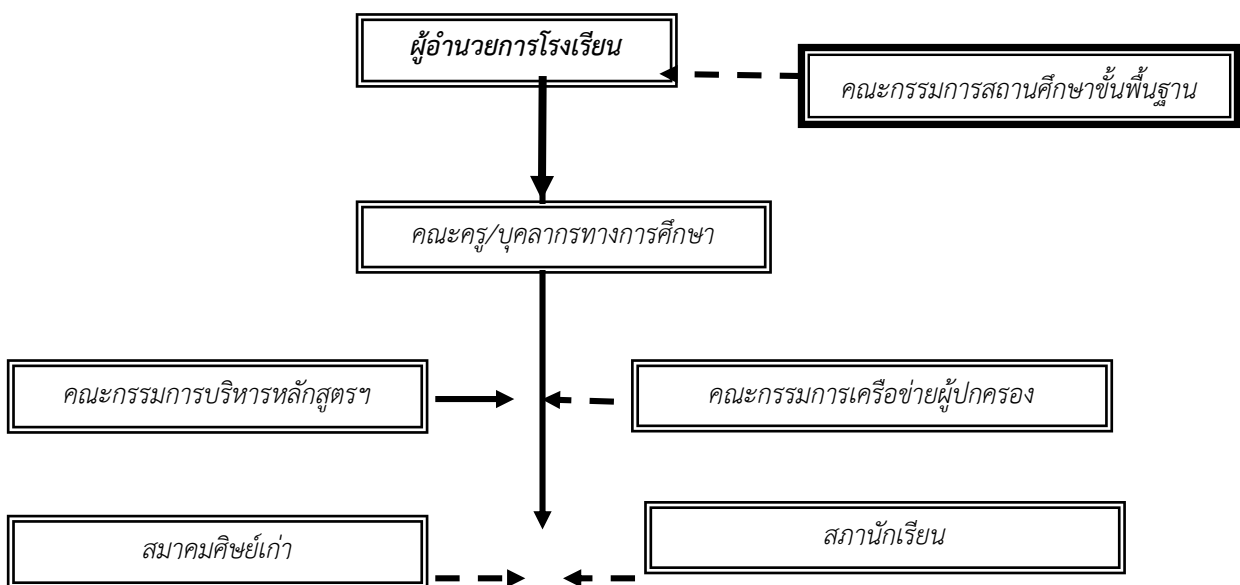 ผู้อำนวยการโรงเรียน
คณะกรรมการสถานศึกษาขั้นพื้นฐาน
คณะครู/บุคลากรทางการศึกษา
คณะกรรมการบริหารหลักสูตรฯ
คณะกรรมการเครือข่ายผู้ปกครอง
สมาคมศิษย์เก่า
สภานักเรียน